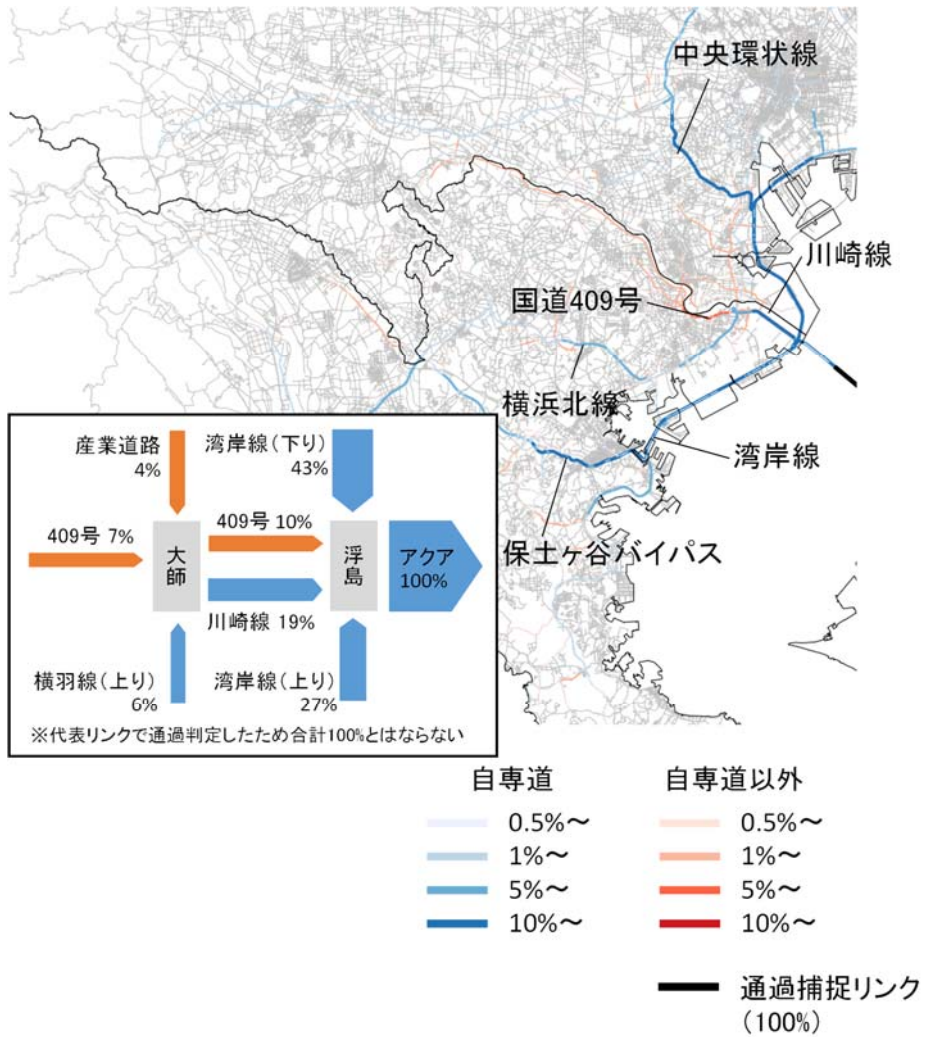 中央環状線
川崎線
国道409号
横浜北線
湾岸線
保土ヶ谷バイパス
産業道路
4%
湾岸線(下り)
43%
409号 7%
大師
409号 10%
浮島
アクア
100%
川崎線 19%
横羽線(上り)
6%
湾岸線(上り)
27%
※代表リンクで通過判定したため合計100%とはならない
自専道
0.5%~
1%~
5%~
10%~
自専道以外
0.5%~
1%~
5%~
10%~
通過捕捉リンク
(100%)